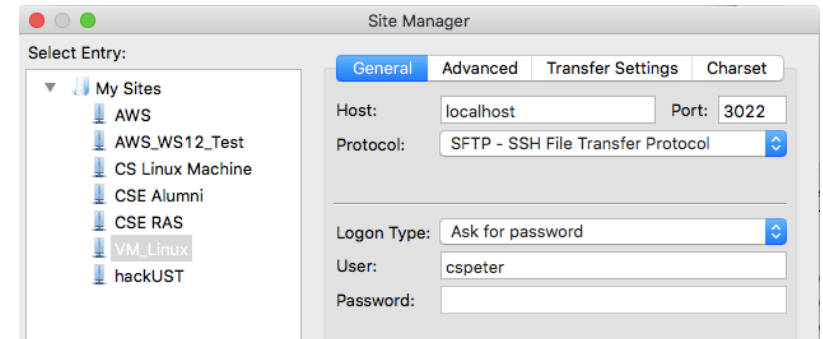 Site Manager
Select Entry:
My Sites
AWS
AWS_WS12_Test
CS Linux Machine
CSE Alumni
CSE RAS
VM_Linux
hackUST
General Advanced Transfer Settings Charset
Host: localhost Port: 3022
Protocol: SFTP - SSH File Transfer Protocol
Logon Type: Ask for password
User: cspeter
Password: